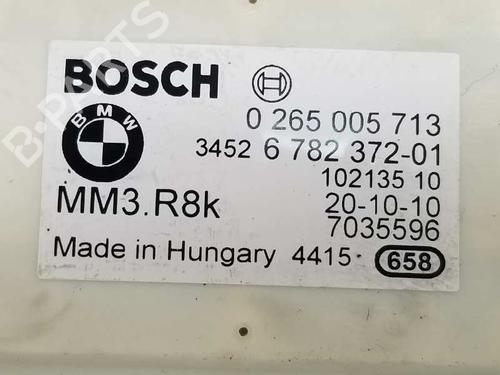 BOSCH
BMW
0 265 005 713
3452 6 782 372-01
102135 10
MM3.R8k
20-10-10
7035596
Made in Hungary 4415 658
B-PARTS